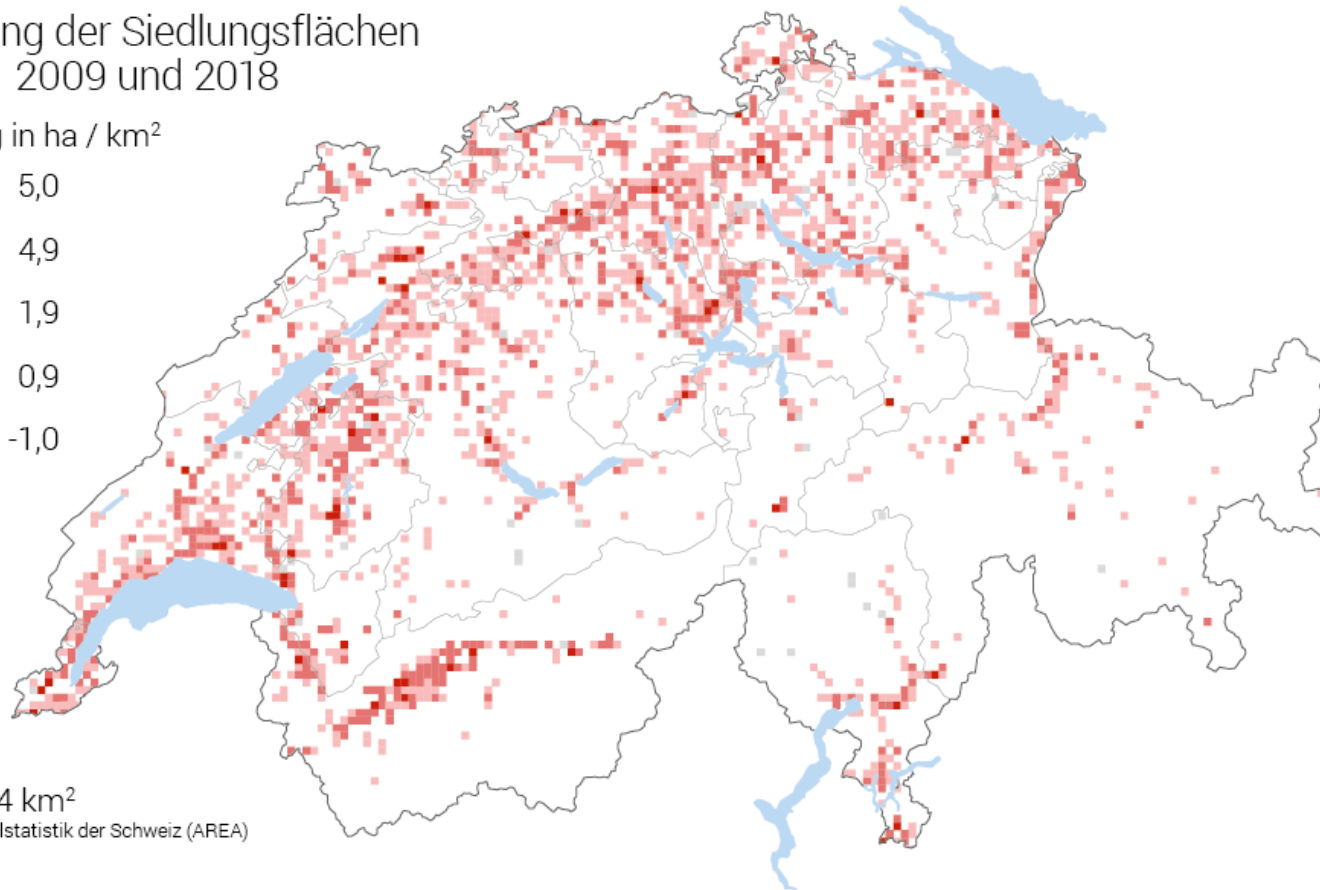 ng der Siedlungsflächen
2009 und 2018
g in ha / km²
5,0
4,9
1,9
0,9
-1,0
4 km²
lstatistik der Schweiz (AREA)